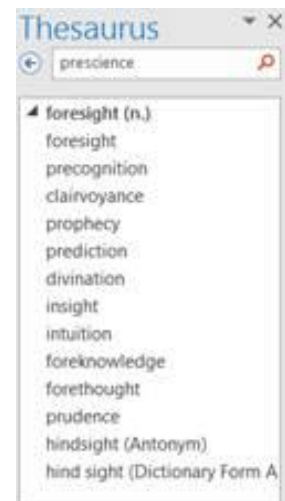 Thesaurus
prescience
foresight (n.)
foresight
precognition
clairvoyance
prophecy
prediction
divination
insight
intuition
foreknowledge
forethought
prudence
hindsight (Antonym)
hind sight (Dictionary Form A